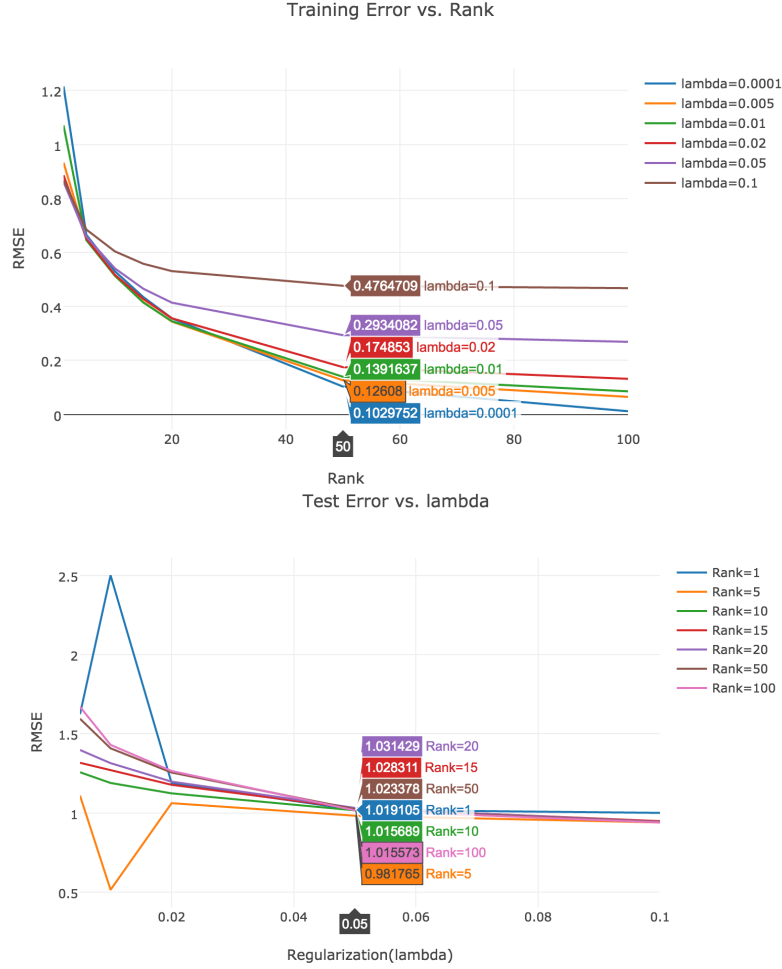 Training Error vs. Rank
lambda=0.0001
lambda=0.005
lambda=0.01
lambda=0.02
lambda=0.05
lambda=0.1
RMSE
1.2
1
0.8
0.6
0.4
0.2
0
0.4764709 lambda=0.1
0.2934082 lambda=0.05
0.174853 lambda=0.02
0.1391637 lambda=0.01
0.12608 lambda=0.005
0.1029752 lambda=0.0001
20 40 60 80 100
50
Rank
Test Error vs. lambda
Rank=1
Rank=5
Rank=10
Rank=15
Rank=20
Rank=50
Rank=100
RMSE
2.5
2
1.5
1
0.5
1.031429 Rank=20
1.028311 Rank=15
1.023378 Rank=50
1.019105 Rank=1
1.015689 Rank=10
1.015573 Rank=100
0.981765 Rank=5
0.02 0.04 0.06 0.08 0.1
0.05
Regularization(lambda)